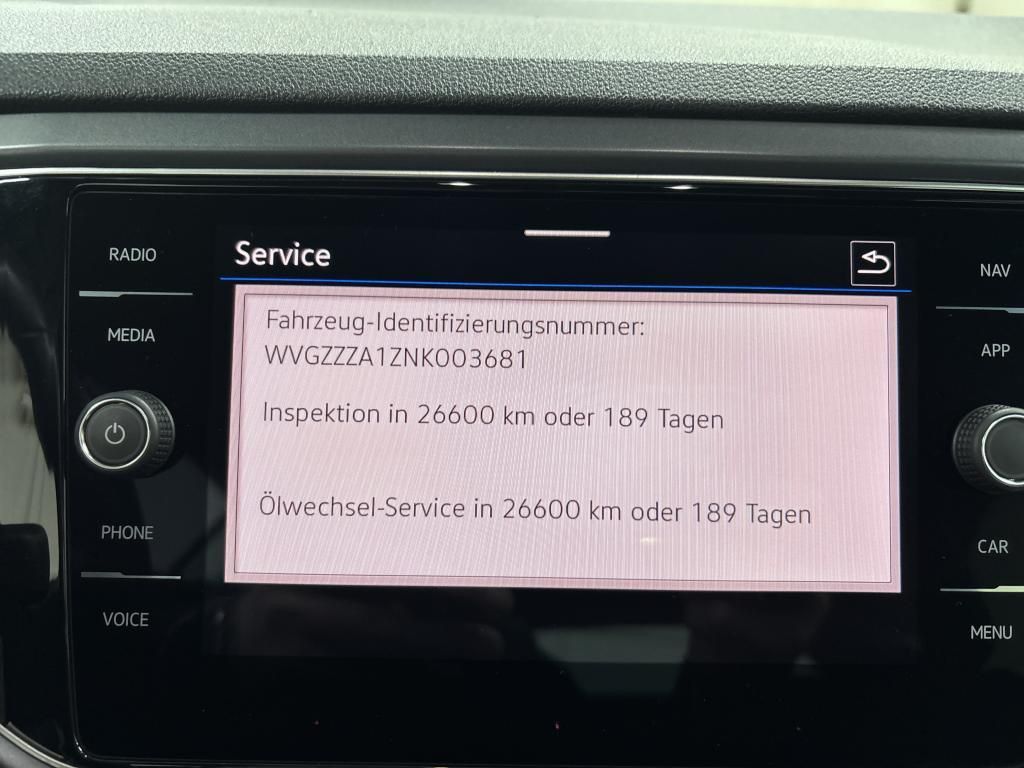 RADIO
MEDIA
PHONE
VOICE
Service
Fahrzeug-Identifizierungsnummer:
WVGZZZA1ZNK003681
Inspektion in 26600 km oder 189 Tagen
Ölwechsel-Service in 26600 km oder 189 Tagen
NAV
APP
CAR
MENU